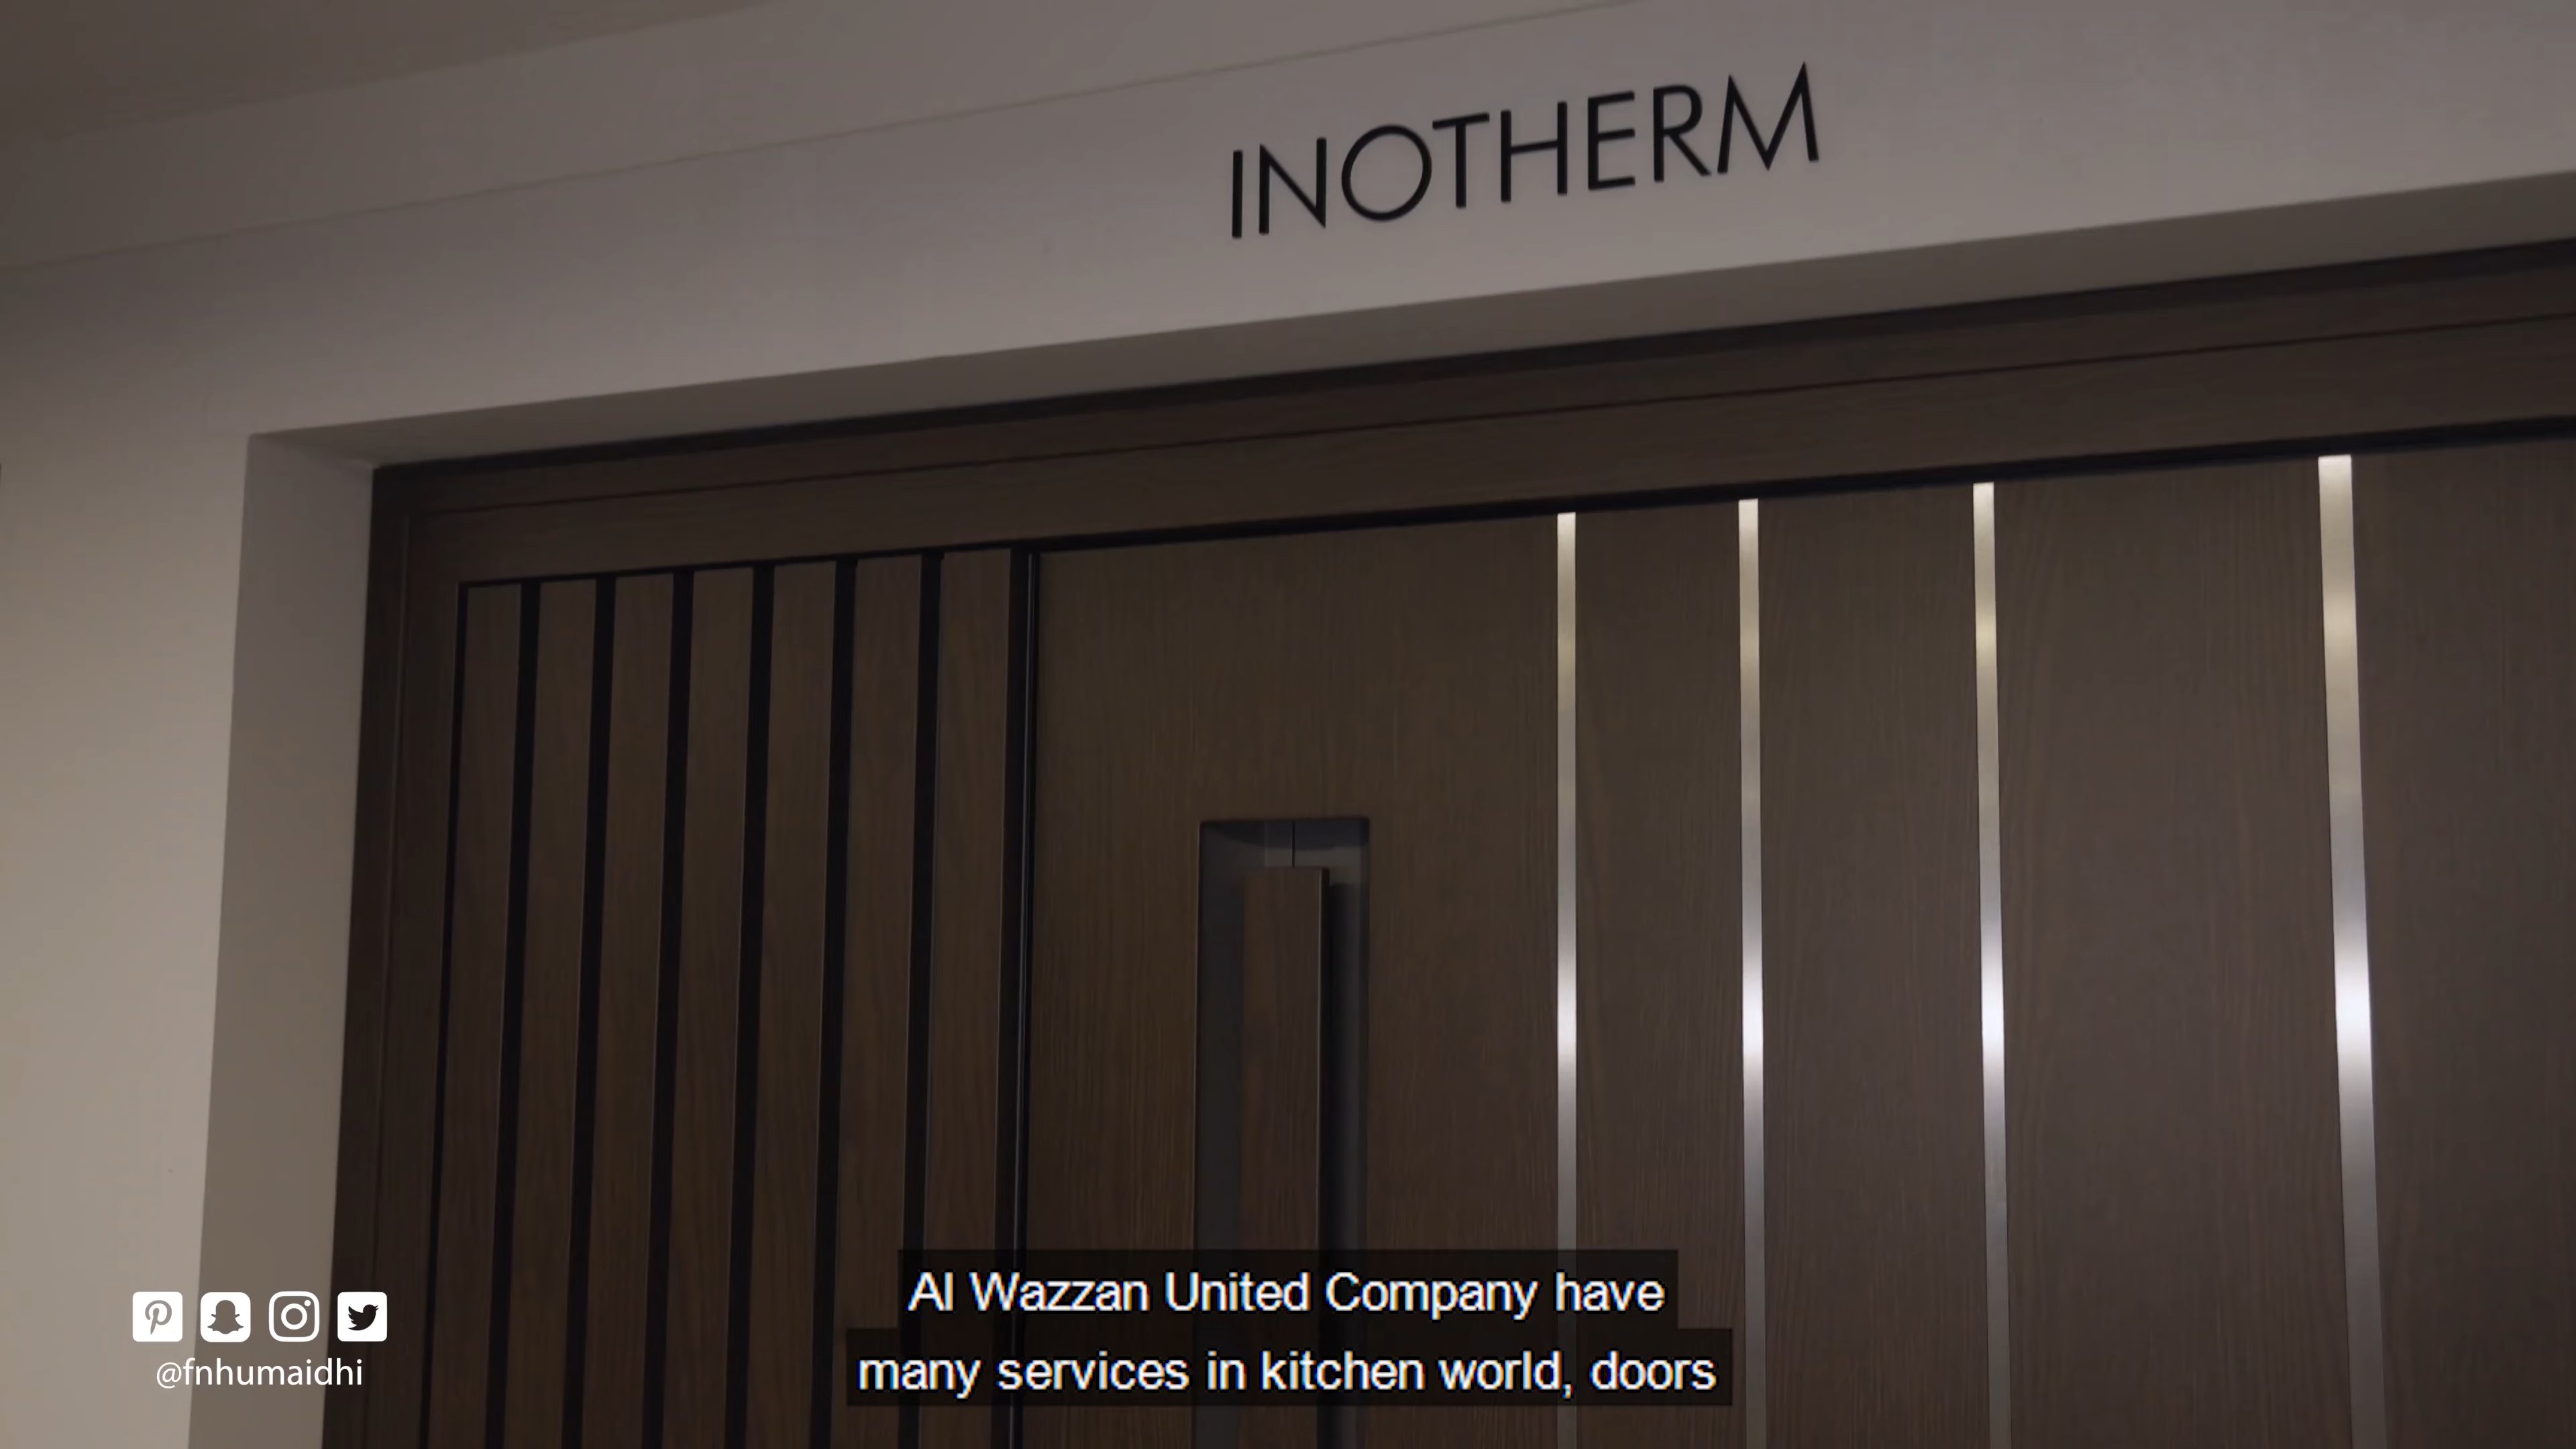 INOTHERM
Al Wazzan United Company have
many services in kitchen world, doors
@fnhumaidhi